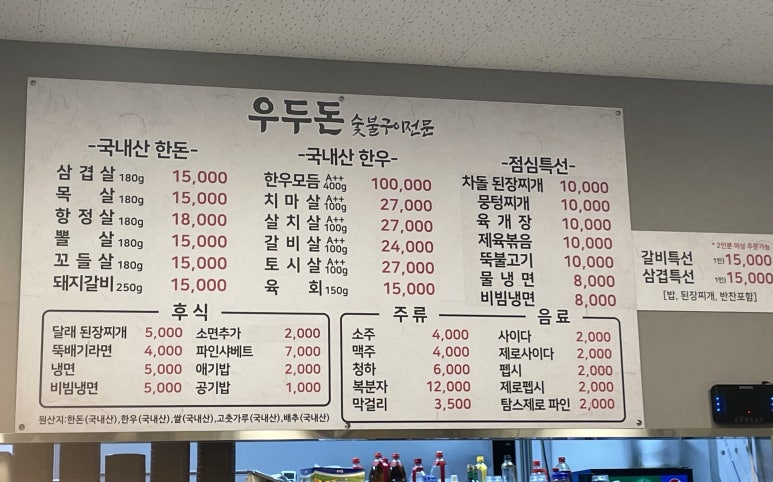 우두돈 숯불구이전문
-국내산 한돈-
삼겹살 180g 15,000
목살 180g 15,000
항정살 180g 18,000
뽈살 180g 15,000
꼬들살 180g 15,000
돼지갈비 250g 15,000
-국내산 한우-
한우모듬 A++ 400g 100,000
치마살 A++ 100g 27,000
살치살 A++ 100g 27,000
갈비살 A++ 100g 24,000
토시살 A++ 100g 27,000
육회 150g 15,000
-점심특선-
차돌 된장찌개 10,000
뭉텅찌개 10,000
육개장 10,000
제육볶음 10,000
뚝불고기 10,000
물냉면 8,000
비빔냉면 8,000
후식
달래 된장찌개 5,000 소면추가 2,000
뚝배기라면 4,000 파인샤베트 7,000
냉면 5,000 애기밥 2,000
비빔냉면 5,000 공기밥 1,000
주류
소주 4,000
맥주 4,000
청하 6,000
복분자 12,000
막걸리 3,500
음료
사이다 2,000
제로사이다 2,000
펩시 2,000
제로펩시 2,000
탐스제로 파인 2,000
원산지:한돈(국내산),한우(국내산),쌀(국내산),고춧가루(국내산),배추(국내산)
* 2인분 이상 주문가능
갈비특선 1인)15,000
삼겹특선 1인)15,000
[밥, 된장찌개, 반찬포함]